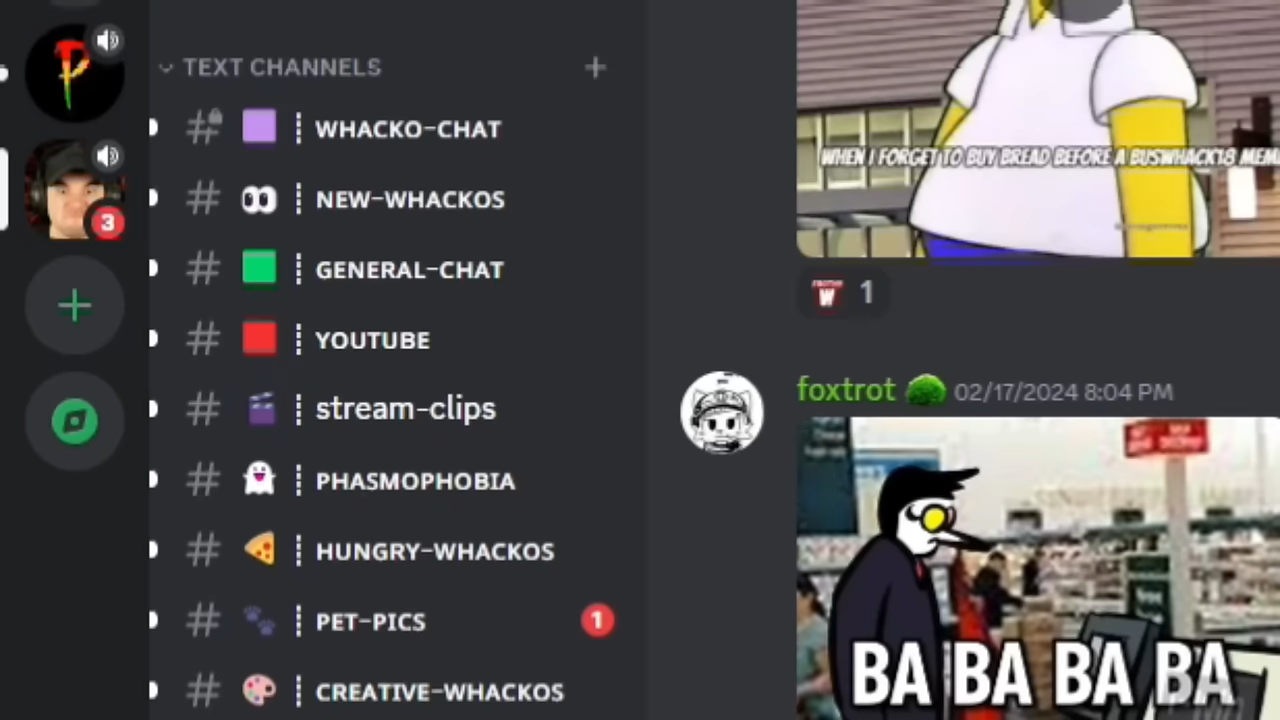 P
3
TEXT CHANNELS
WHACKO-CHAT
NEW-WHACKOS
GENERAL-CHAT
YOUTUBE
stream-clips
PHASMOPHOBIA
HUNGRY-WHACKOS
PET-PICS 1
CREATIVE-WHACKOS
WHEN I FORGET TO BUY BREAD BEFORE A BUSWHACK18 MEM
W 1
foxtrot 02/17/2024 8:04 PM
BA BA BA BA